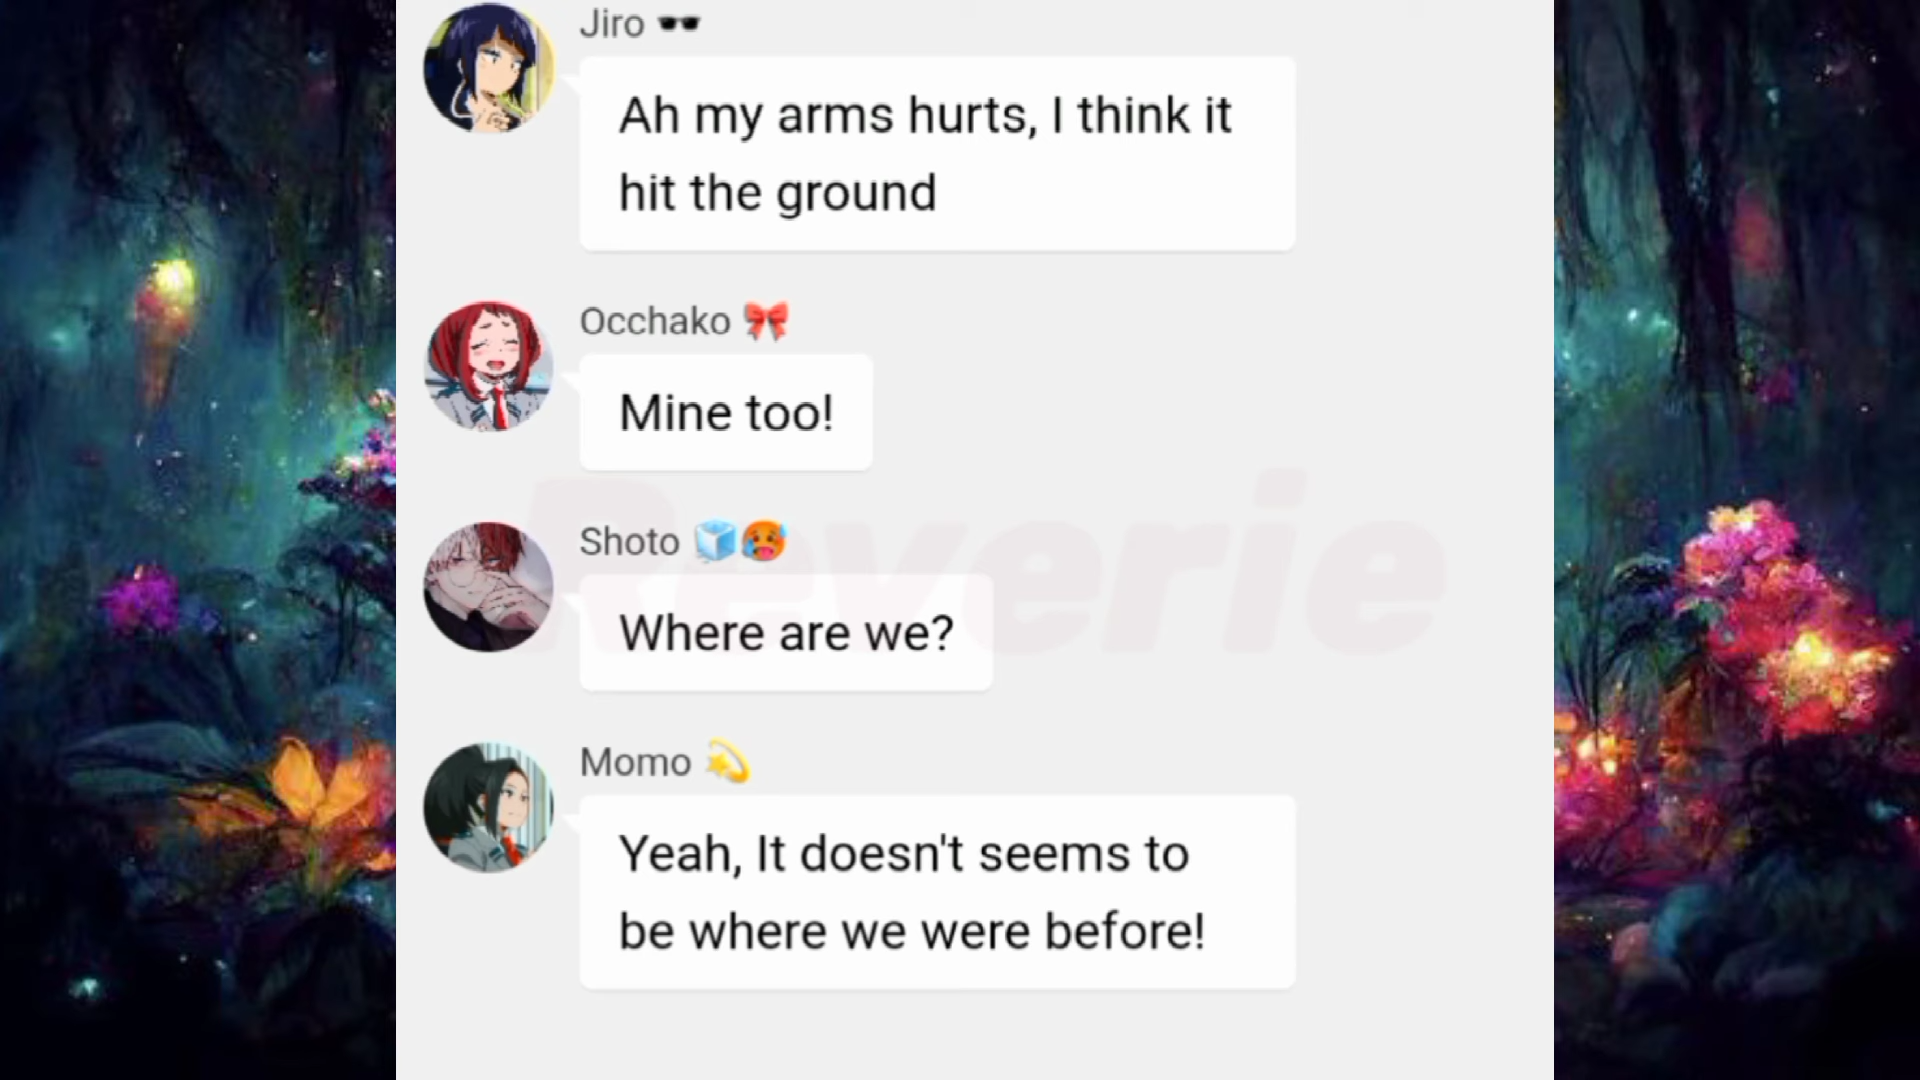 Jiro 🕶️
Ah my arms hurts, I think it
hit the ground
Occhako 🎀
Mine too!
Shoto 🧊🥵
Where are we?
Reverie
Momo 💫
Yeah, It doesn't seems to
be where we were before!